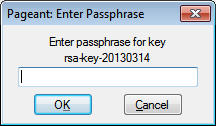 Pageant: Enter Passphrase
Enter passphrase for key
rsa-key-20130314
OK
Cancel